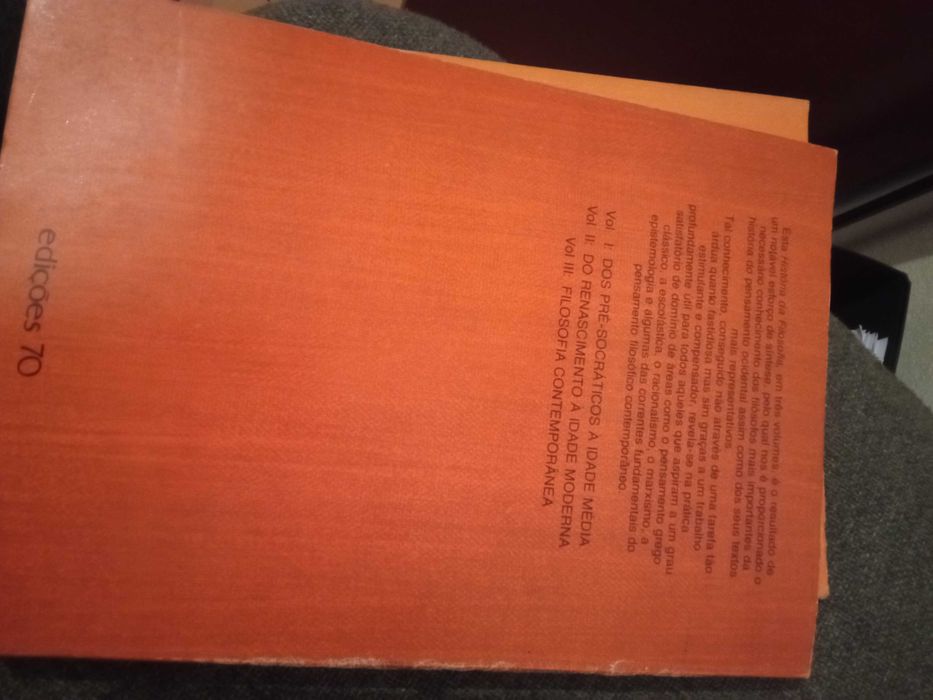 Esta História da Filosofia, em três volumes, é o resultado de
um notável esforço de síntese, pelo qual nos é proporcionado o
necessário conhecimento dos filósofos mais importantes da
história do pensamento ocidental assim como dos seus textos
mais representativos.
Tal conhecimento, conseguido não através de uma tarefa tão
árdua quanto fastidiosa mas sim graças a um trabalho
estimulante e compensador, revela-se na prática
profundamente útil para todos aqueles que aspiram a um grau
satisfatório de domínio de áreas como o pensamento grego
clássico, a escolástica, o racionalismo, o marxismo, a
epistemologia e algumas das correntes fundamentais do
pensamento filosófico contemporâneo.
Vol I: DOS PRÉ-SOCRÁTICOS À IDADE MÉDIA
Vol II: DO RENASCIMENTO À IDADE MODERNA
Vol III: FILOSOFIA CONTEMPORÂNEA
edições 70